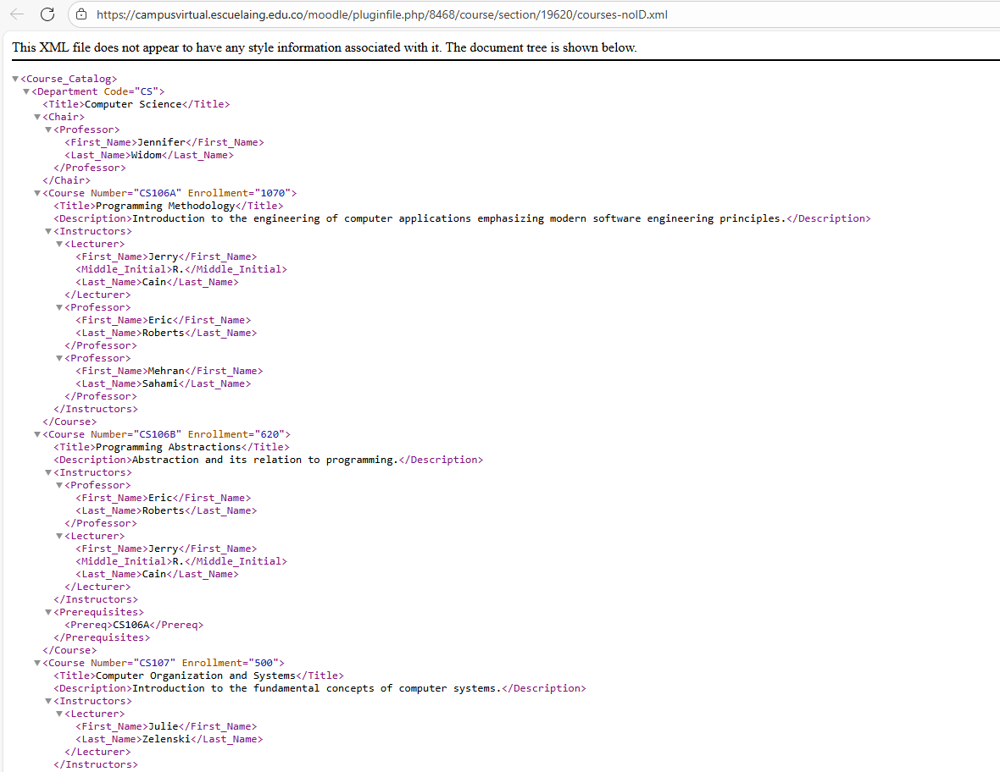 https://campusvirtual.escuelaing.edu.co/moodle/pluginfile.php/8468/course/section/19620/courses-noID.xml
This XML file does not appear to have any style information associated with it. The document tree is shown below.
▼<Course_Catalog>
▼<Department Code="CS">
<Title>Computer Science</Title>
▼<Chair>
▼<Professor>
<First_Name>Jennifer</First_Name>
<Last_Name>Widom</Last_Name>
</Professor>
</Chair>
▼<Course Number="CS106A" Enrollment="1070">
<Title>Programming Methodology</Title>
<Description>Introduction to the engineering of computer applications emphasizing modern software engineering principles.</Description>
▼<Instructors>
▼<Lecturer>
<First_Name>Jerry</First_Name>
<Middle_Initial>R.</Middle_Initial>
<Last_Name>Cain</Last_Name>
</Lecturer>
▼<Professor>
<First_Name>Eric</First_Name>
<Last_Name>Roberts</Last_Name>
</Professor>
▼<Professor>
<First_Name>Mehran</First_Name>
<Last_Name>Sahami</Last_Name>
</Professor>
</Instructors>
</Course>
▼<Course Number="CS106B" Enrollment="620">
<Title>Programming Abstractions</Title>
<Description>Abstraction and its relation to programming.</Description>
▼<Instructors>
▼<Professor>
<First_Name>Eric</First_Name>
<Last_Name>Roberts</Last_Name>
</Professor>
▼<Lecturer>
<First_Name>Jerry</First_Name>
<Middle_Initial>R.</Middle_Initial>
<Last_Name>Cain</Last_Name>
</Lecturer>
</Instructors>
▼<Prerequisites>
<Prereq>CS106A</Prereq>
</Prerequisites>
</Course>
▼<Course Number="CS107" Enrollment="500">
<Title>Computer Organization and Systems</Title>
<Description>Introduction to the fundamental concepts of computer systems.</Description>
▼<Instructors>
▼<Lecturer>
<First_Name>Julie</First_Name>
<Last_Name>Zelenski</Last_Name>
</Lecturer>
</Instructors>